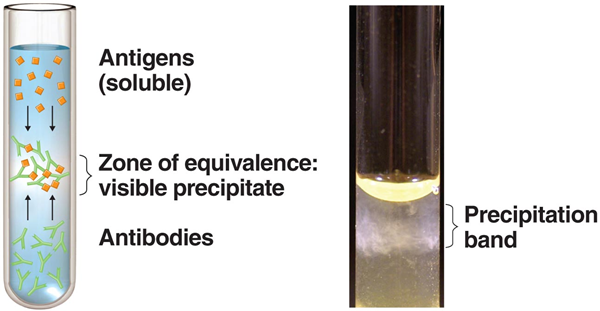 Antigens
(soluble)
Zone of equivalence:
visible precipitate
Antibodies
Precipitation
band